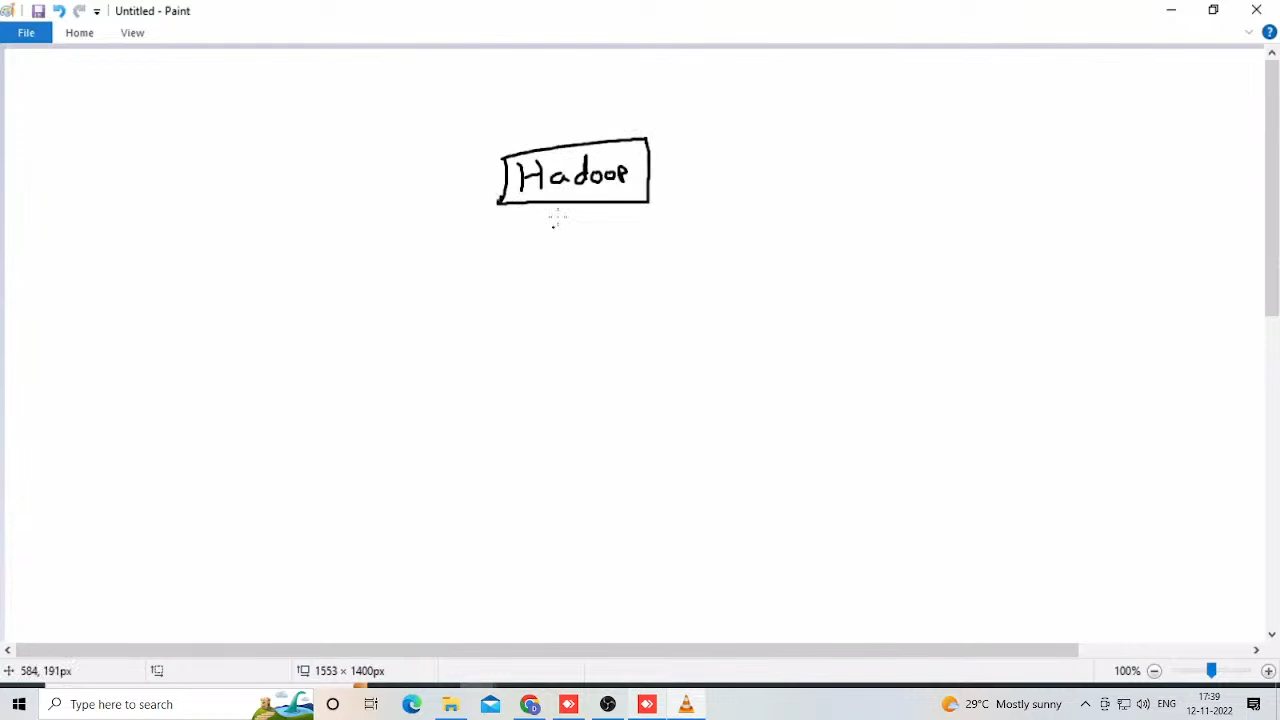 Untitled - Paint
File Home View
Hadoop
584, 191px
1553 × 1400px
100%
Type here to search
29°C Mostly sunny
ENG
17:39
12-11-2022